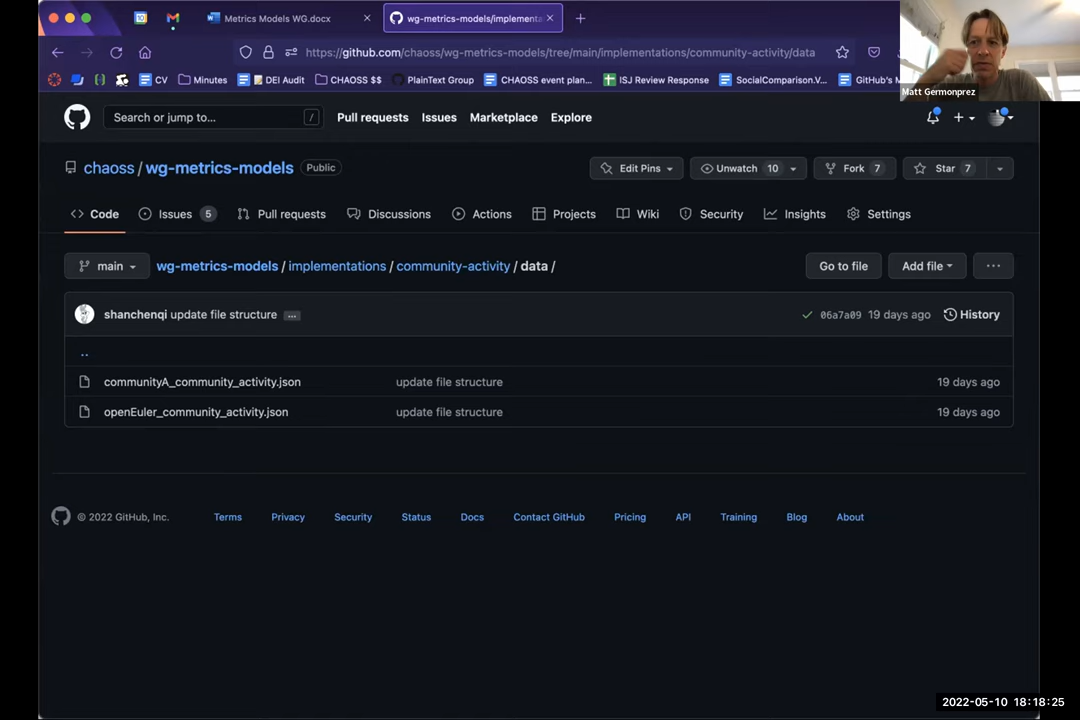 Metrics Models WG.docx
wg-metrics-models/implementa
https://github.com/chaoss/wg-metrics-models/tree/main/implementations/community-activity/data
CV
Minutes
DEI Audit
CHAOSS $$
PlainText Group
CHAOSS event plan...
ISJ Review Response
SocialComparison.V...
GitHub's
Matt Germonprez
Search or jump to...
/
Pull requests
Issues
Marketplace
Explore
chaoss / wg-metrics-models
Public
Edit Pins
Unwatch 10
Fork 7
Star 7
Code
Issues 5
Pull requests
Discussions
Actions
Projects
Wiki
Security
Insights
Settings
main
wg-metrics-models / implementations / community-activity / data /
Go to file
Add file
...
shanchenqi update file structure ...
06a7a09 19 days ago
History
..
communityA_community_activity.json update file structure 19 days ago
openEuler_community_activity.json update file structure 19 days ago
© 2022 GitHub, Inc.
Terms
Privacy
Security
Status
Docs
Contact GitHub
Pricing
API
Training
Blog
About
2022-05-10 18:18:25